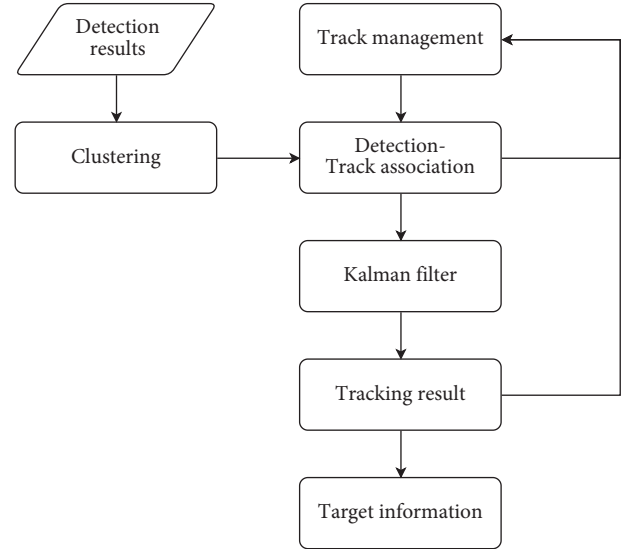 Detection
results
Track management
Clustering
Detection-
Track association
Kalman filter
Tracking result
Target information